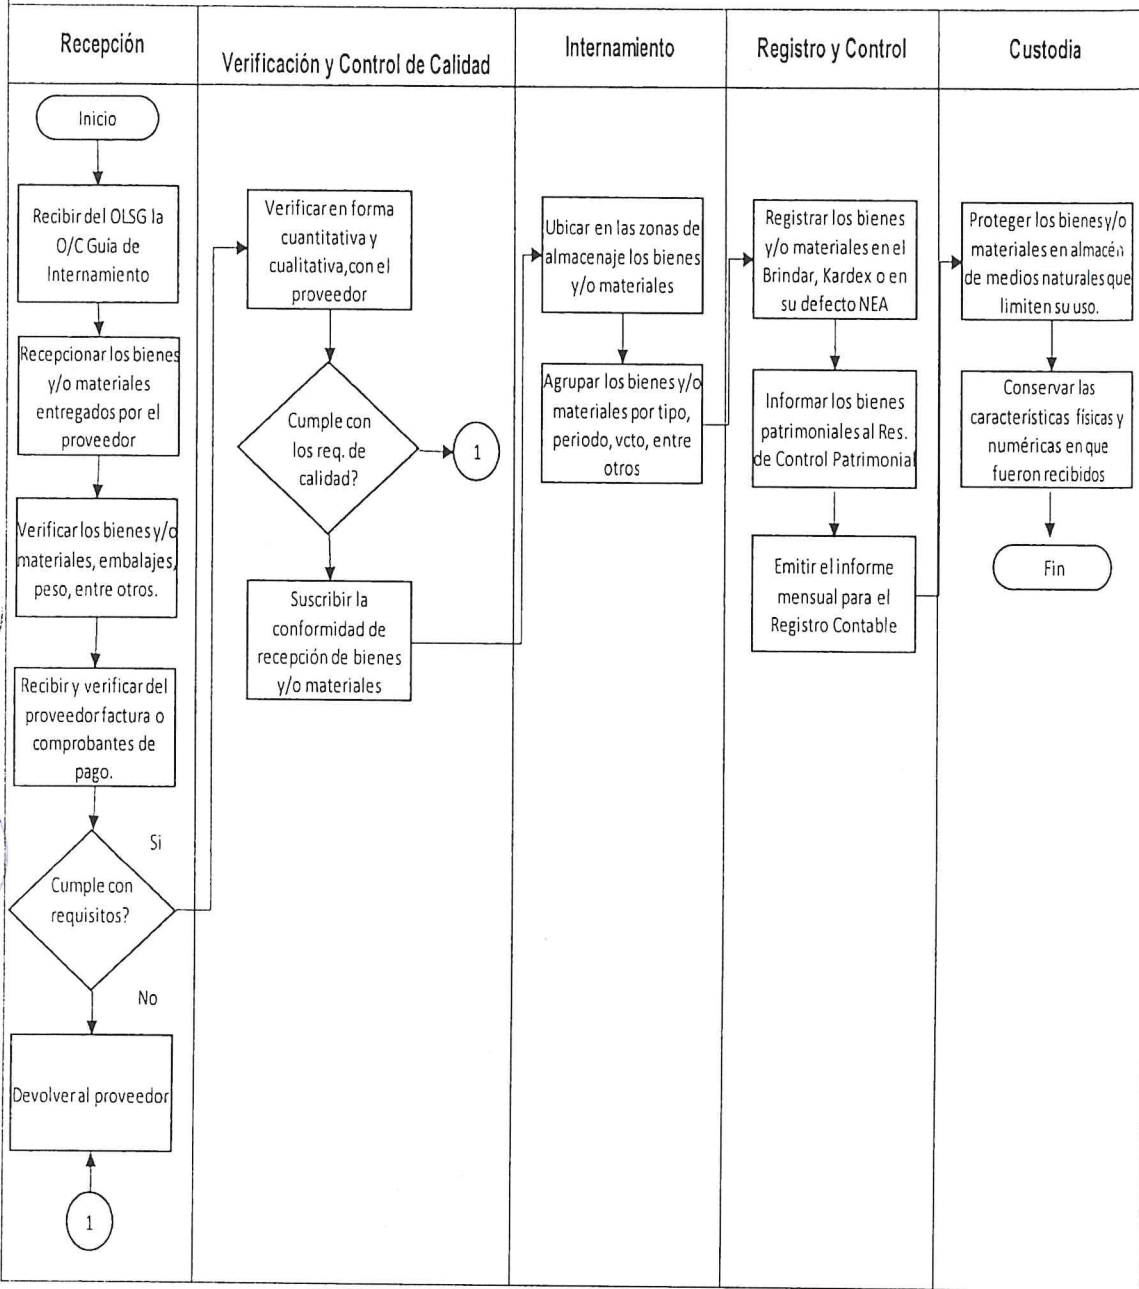 Recepción
Verificación y Control de Calidad
Internamiento
Registro y Control
Custodia
Inicio
Recibir del OLSG la
O/C Guía de
Internamiento
Recepcionar los bienes
y/o materiales
entregados por el
proveedor
Verificar los bienes y/o
materiales, embalajes,
peso, entre otros.
Recibir y verificar del
proveedor factura o
comprobantes de
pago.
Si
Cumple con
requisitos?
No
Devolver al proveedor
1
Verificar en forma
cuantitativa y
cualitativa,con el
proveedor
Cumple con
los req. de
calidad?
1
Suscribir la
conformidad de
recepción de bienes
y/o materiales
Ubicar en las zonas de
almacenaje los bienes
y/o materiales
Agrupar los bienes y/o
materiales por tipo,
periodo, vcto, entre
otros
Registrar los bienes
y/o materiales en el
Brindar, Kardex o en
su defecto NEA
Informar los bienes
patrimoniales al Res.
de Control Patrimonial
Emitir el informe
mensual para el
Registro Contable
Proteger los bienes y/o
materiales en almacén
de medios naturales que
limiten su uso.
Conservar las
características físicas y
numéricas en que
fueron recibidos
Fin